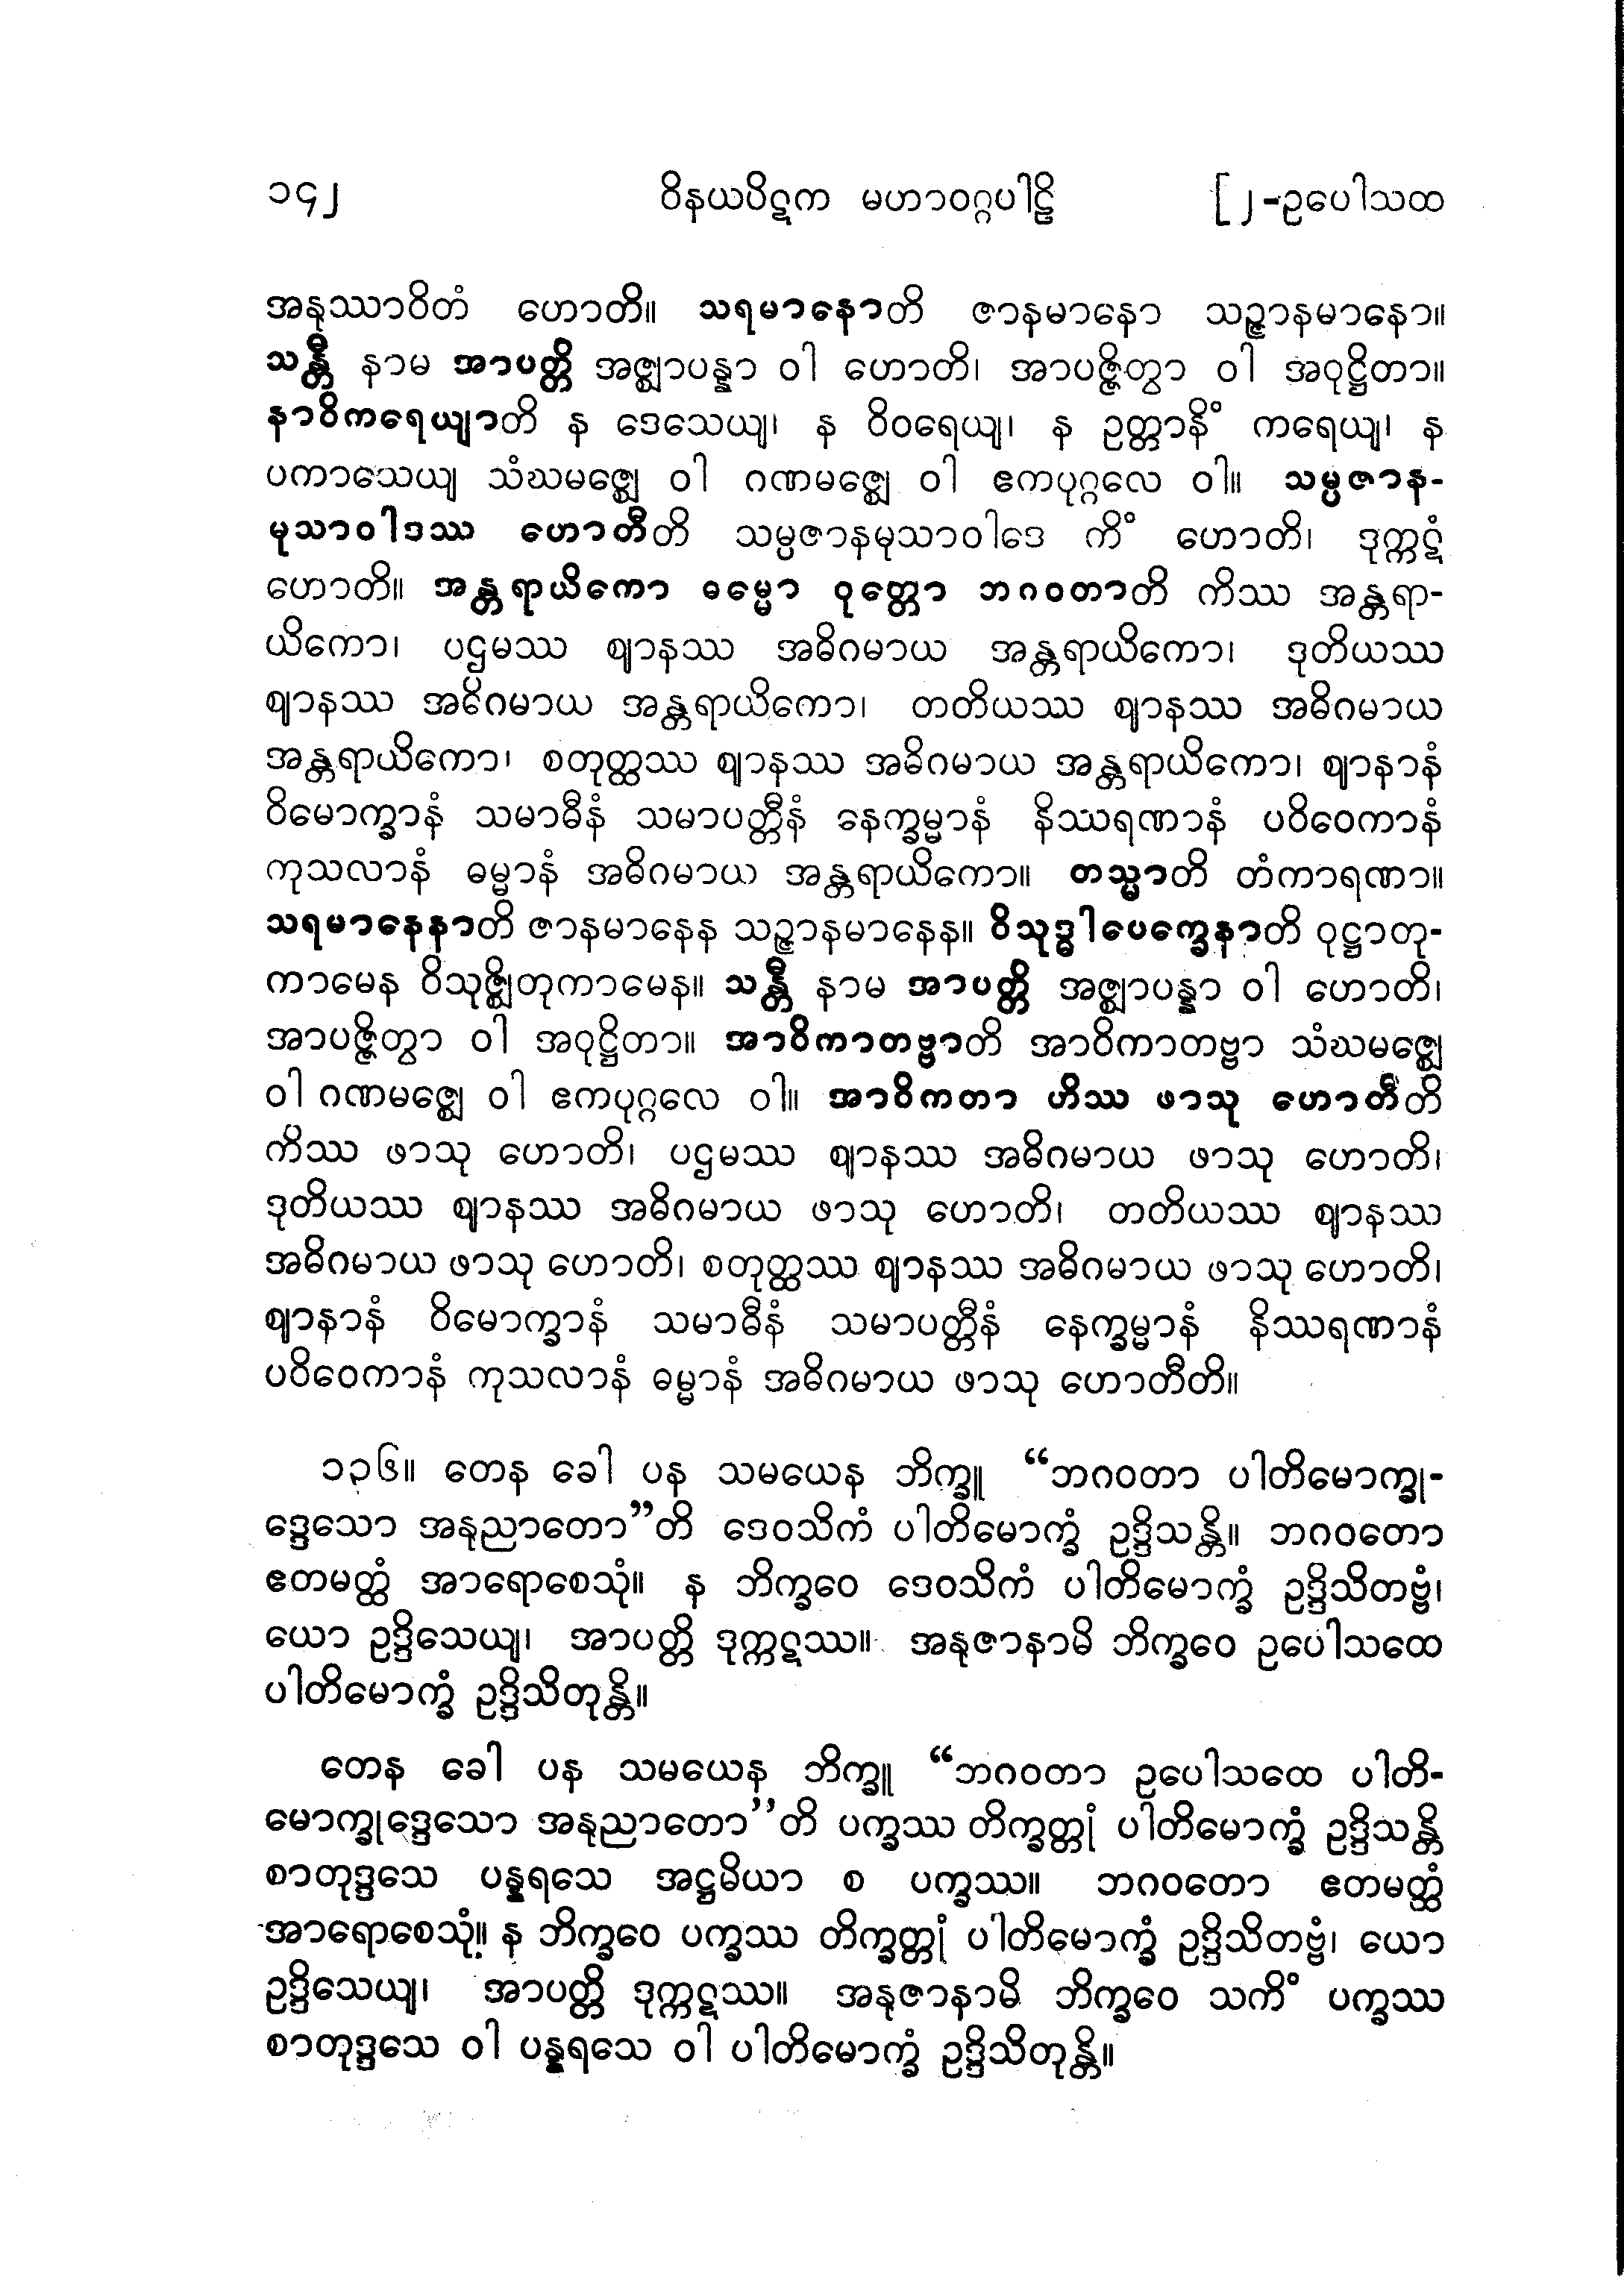 ၁၄၂ ဝိနယပိဋက မဟာဝဂ္ဂပါဠိ [၂-ဥပေါသထ
အနုဿာဝိတံ ဟောတိ။ သရမာနောတိ ဇာနမာနော သဉ္ဇာနမာနော။
သန္တီ နာမ အာပတ္တိ အဇ္ဈာပန္နာ ဝါ ဟောတိ၊ အာပဇ္ဇိတွာ ဝါ အဝုဋ္ဌိတာ။
နာဝိကရေယျာတိ န ဒေသေယျ၊ န ဝိဝရေယျ၊ န ဥတ္တာနိံ ကရေယျ၊ န
ပကာသေယျ သံဃမဇ္ဈေ ဝါ ဂဏမဇ္ဈေ ဝါ ဧကပုဂ္ဂလေ ဝါ။ သမ္ပဇာန-
မုသာဝါဒဿ ဟောတီတိ သမ္ပဇာနမုသာဝါဒေ ကိံ ဟောတိ၊ ဒုက္ကဋံ
ဟောတိ။ အန္တရာယိကော ဓမ္မော ဝုတ္တော ဘဂဝတာတိ ကိဿ အန္တရာ-
ယိကော၊ ပဌမဿ ဈာနဿ အဓိဂမာယ အန္တရာယိကော၊ ဒုတိယဿ
ဈာနဿ အဓိဂမာယ အန္တရာယိကော၊ တတိယဿ ဈာနဿ အဓိဂမာယ
အန္တရာယိကော၊ စတုတ္ထဿ ဈာနဿ အဓိဂမာယ အန္တရာယိကော၊ ဈာနာနံ
ဝိမောက္ခာနံ သမာဓီနံ သမာပတ္တီနံ နေက္ခမ္မာနံ နိဿရဏာနံ ပဝိဝေကာနံ
ကုသလာနံ ဓမ္မာနံ အဓိဂမာယ အန္တရာယိကော။ တသ္မာတိ တံကာရဏာ။
သရမာနေနာတိ ဇာနမာနေန သဉ္ဇာနမာနေန။ ဝိသုဒ္ဓါပေက္ခေနာတိ ဝုဋ္ဌာတု-
ကာမေန ဝိသုဇ္ဈိတုကာမေန။ သန္တီ နာမ အာပတ္တိ အဇ္ဈာပန္နာ ဝါ ဟောတိ၊
အာပဇ္ဇိတွာ ဝါ အဝုဋ္ဌိတာ။ အာဝိကာတဗ္ဗာတိ အာဝိကာတဗ္ဗာ သံဃမဇ္ဈေ
ဝါ ဂဏမဇ္ဈေ ဝါ ဧကပုဂ္ဂလေ ဝါ။ အာဝိကတာ ဟိဿ ဖာသု ဟောတီတိ
ကိဿ ဖာသု ဟောတိ၊ ပဌမဿ ဈာနဿ အဓိဂမာယ ဖာသု ဟောတိ၊
ဒုတိယဿ ဈာနဿ အဓိဂမာယ ဖာသု ဟောတိ၊ တတိယဿ ဈာနဿ
အဓိဂမာယ ဖာသု ဟောတိ၊ စတုတ္ထဿ ဈာနဿ အဓိဂမာယ ဖာသု ဟောတိ၊
ဈာနာနံ ဝိမောက္ခာနံ သမာဓီနံ သမာပတ္တီနံ နေက္ခမ္မာနံ နိဿရဏာနံ
ပဝိဝေကာနံ ကုသလာနံ ဓမ္မာနံ အဓိဂမာယ ဖာသု ဟောတီတိ။
၁၃၆။ တေန ခေါ ပန သမယေန ဘိက္ခူ “ဘဂဝတာ ပါတိမောက္ခု-
ဒ္ဒေသော အနုညာတော”တိ ဒေဝသိကံ ပါတိမောက္ခံ ဥဒ္ဒိသန္တိ။ ဘဂဝတော
ဧတမတ္ထံ အာရောစေသုံ။ န ဘိက္ခဝေ ဒေဝသိကံ ပါတိမောက္ခံ ဥဒ္ဒိသိတဗ္ဗံ၊
ယော ဥဒ္ဒိသေယျ၊ အာပတ္တိ ဒုက္ကဋဿ။ အနုဇာနာမိ ဘိက္ခဝေ ဥပေါသထေ
ပါတိမောက္ခံ ဥဒ္ဒိသိတုန္တိ။
တေန ခေါ ပန သမယေန ဘိက္ခူ “ဘဂဝတာ ဥပေါသထေ ပါတိ-
မောက္ခုဒ္ဒေသော အနုညာတော”တိ ပက္ခဿ တိက္ခတ္တုံ ပါတိမောက္ခံ ဥဒ္ဒိသန္တိ
စာတုဒ္ဒသေ ပန္နရသေ အဋ္ဌမိယာ စ ပက္ခဿ။ ဘဂဝတော ဧတမတ္ထံ
အာရောစေသုံ။ န ဘိက္ခဝေ ပက္ခဿ တိက္ခတ္တုံ ပါတိမောက္ခံ ဥဒ္ဒိသိတဗ္ဗံ၊ ယော
ဥဒ္ဒိသေယျ၊ အာပတ္တိ ဒုက္ကဋဿ။ အနုဇာနာမိ ဘိက္ခဝေ သကိံ ပက္ခဿ
စာတုဒ္ဒသေ ဝါ ပန္နရသေ ဝါ ပါတိမောက္ခံ ဥဒ္ဒိသိတုန္တိ။